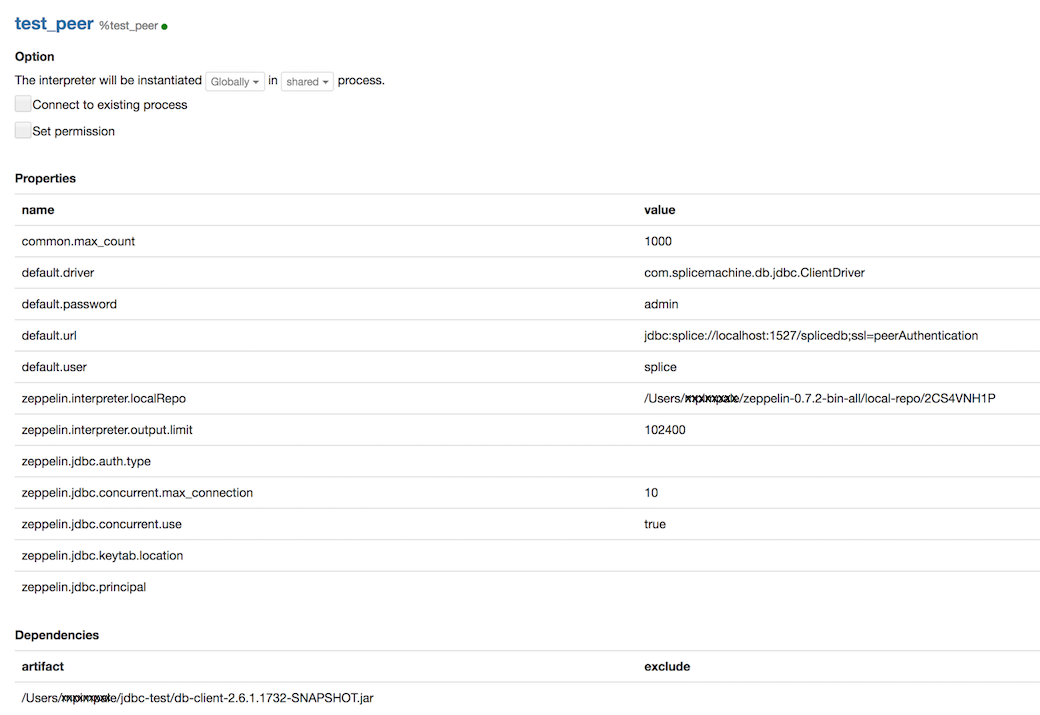 test_peer %test_peer
Option
The interpreter will be instantiated Globally in shared process.
Connect to existing process
Set permission
Properties
name value
common.max_count 1000
default.driver com.splicemachine.db.jdbc.ClientDriver
default.password admin
default.url jdbc:splice://localhost:1527/splicedb;ssl=peerAuthentication
default.user splice
zeppelin.interpreter.localRepo /Users/ /zeppelin-0.7.2-bin-all/local-repo/2CS4VNH1P
zeppelin.interpreter.output.limit 102400
zeppelin.jdbc.auth.type
zeppelin.jdbc.concurrent.max_connection 10
zeppelin.jdbc.concurrent.use true
zeppelin.jdbc.keytab.location
zeppelin.jdbc.principal
Dependencies
artifact exclude
/Users/ /jdbc-test/db-client-2.6.1.1732-SNAPSHOT.jar